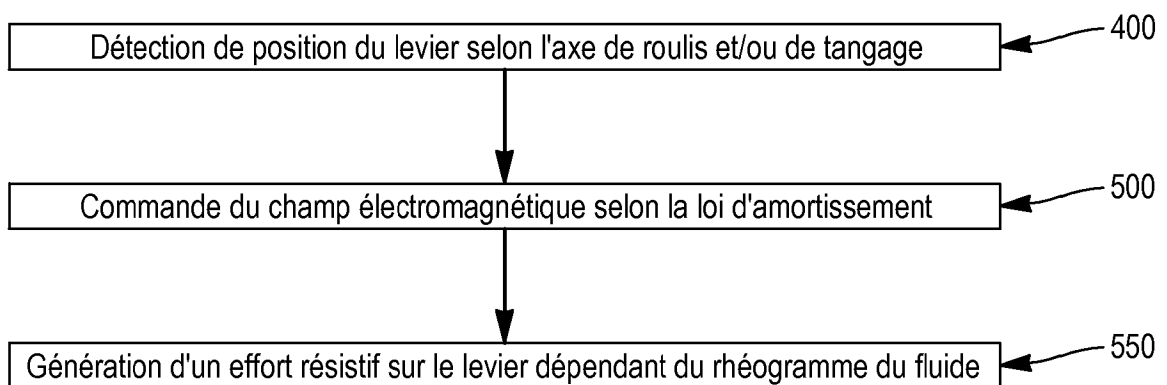 Détection de position du levier selon l'axe de roulis et/ou de tangage
400
Commande du champ électromagnétique selon la loi d'amortissement
500
Génération d'un effort résistif sur le levier dépendant du rhéogramme du fluide
550